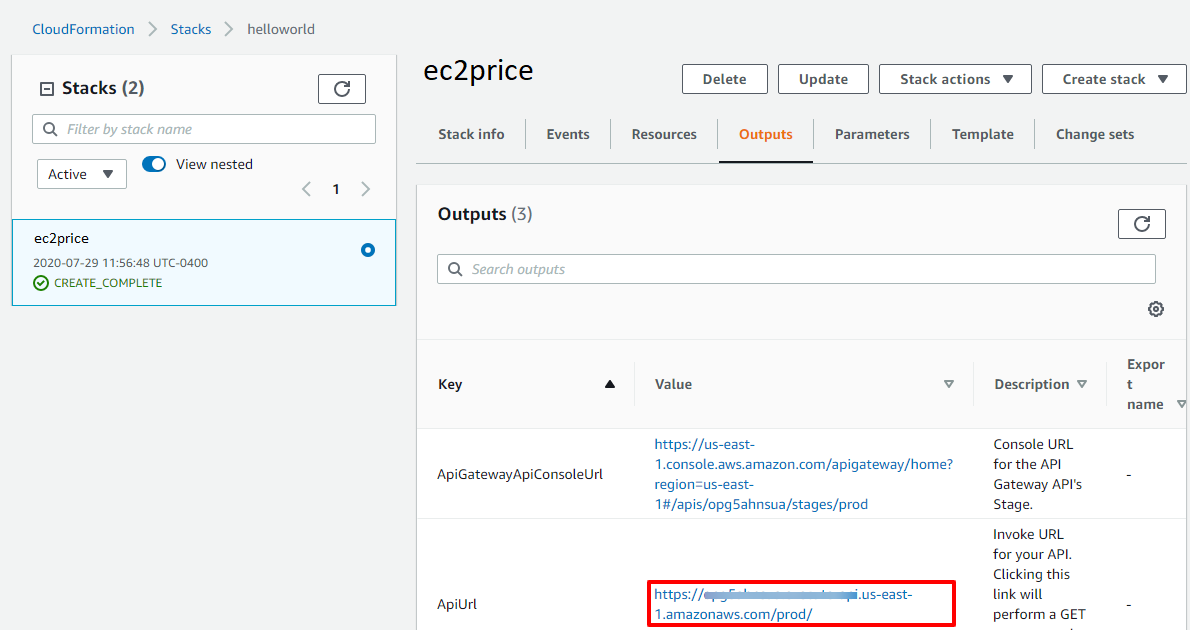 CloudFormation > Stacks > helloworld
Stacks (2)
Filter by stack name
Active
View nested
1
ec2price
2020-07-29 11:56:48 UTC-0400
CREATE_COMPLETE
ec2price
Delete
Update
Stack actions
Create stack
Stack info
Events
Resources
Outputs
Parameters
Template
Change sets
Outputs (3)
Search outputs
Key
Value
Description
Expor
t
name
ApiGatewayApiConsoleUrl
https://us-east-
1.console.aws.amazon.com/apigateway/home?
region=us-east-
1#/apis/opg5ahnsua/stages/prod
Console URL
for the API
Gateway API's
Stage.
-
ApiUrl
https://
.us-east-
1.amazonaws.com/prod/
Invoke URL
for your API.
Clicking this
link will
perform a GET
-